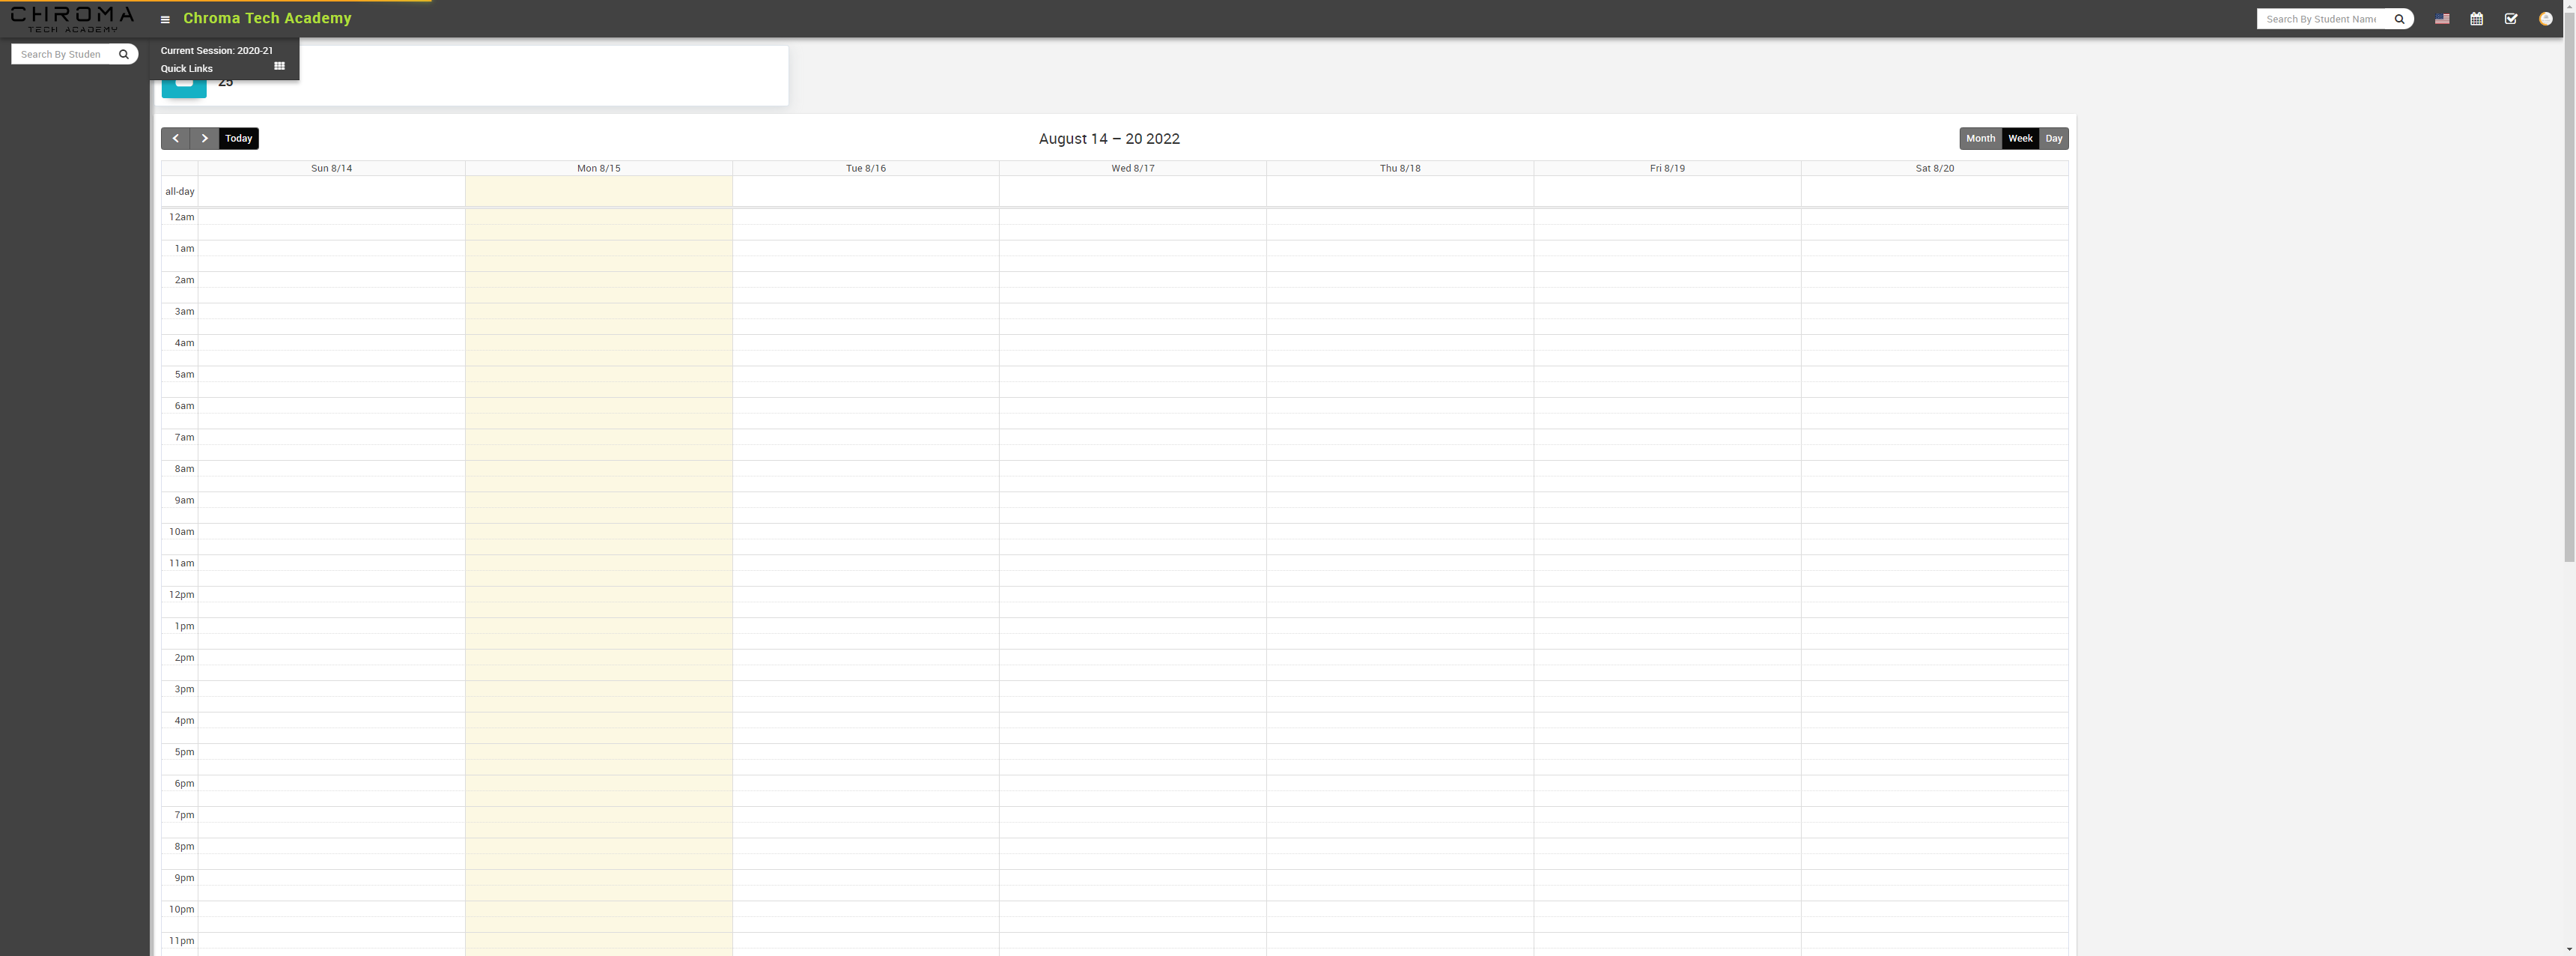 CHROMA
TECH ACADEMY
Chroma Tech Academy
Search By Student Name
Search By Studen
Current Session: 2020-21
Quick Links
25
Today
August 14 – 20 2022
Month Week Day
Sun 8/14 Mon 8/15 Tue 8/16 Wed 8/17 Thu 8/18 Fri 8/19 Sat 8/20
all-day
12am
1am
2am
3am
4am
5am
6am
7am
8am
9am
10am
11am
12pm
1pm
2pm
3pm
4pm
5pm
6pm
7pm
8pm
9pm
10pm
11pm